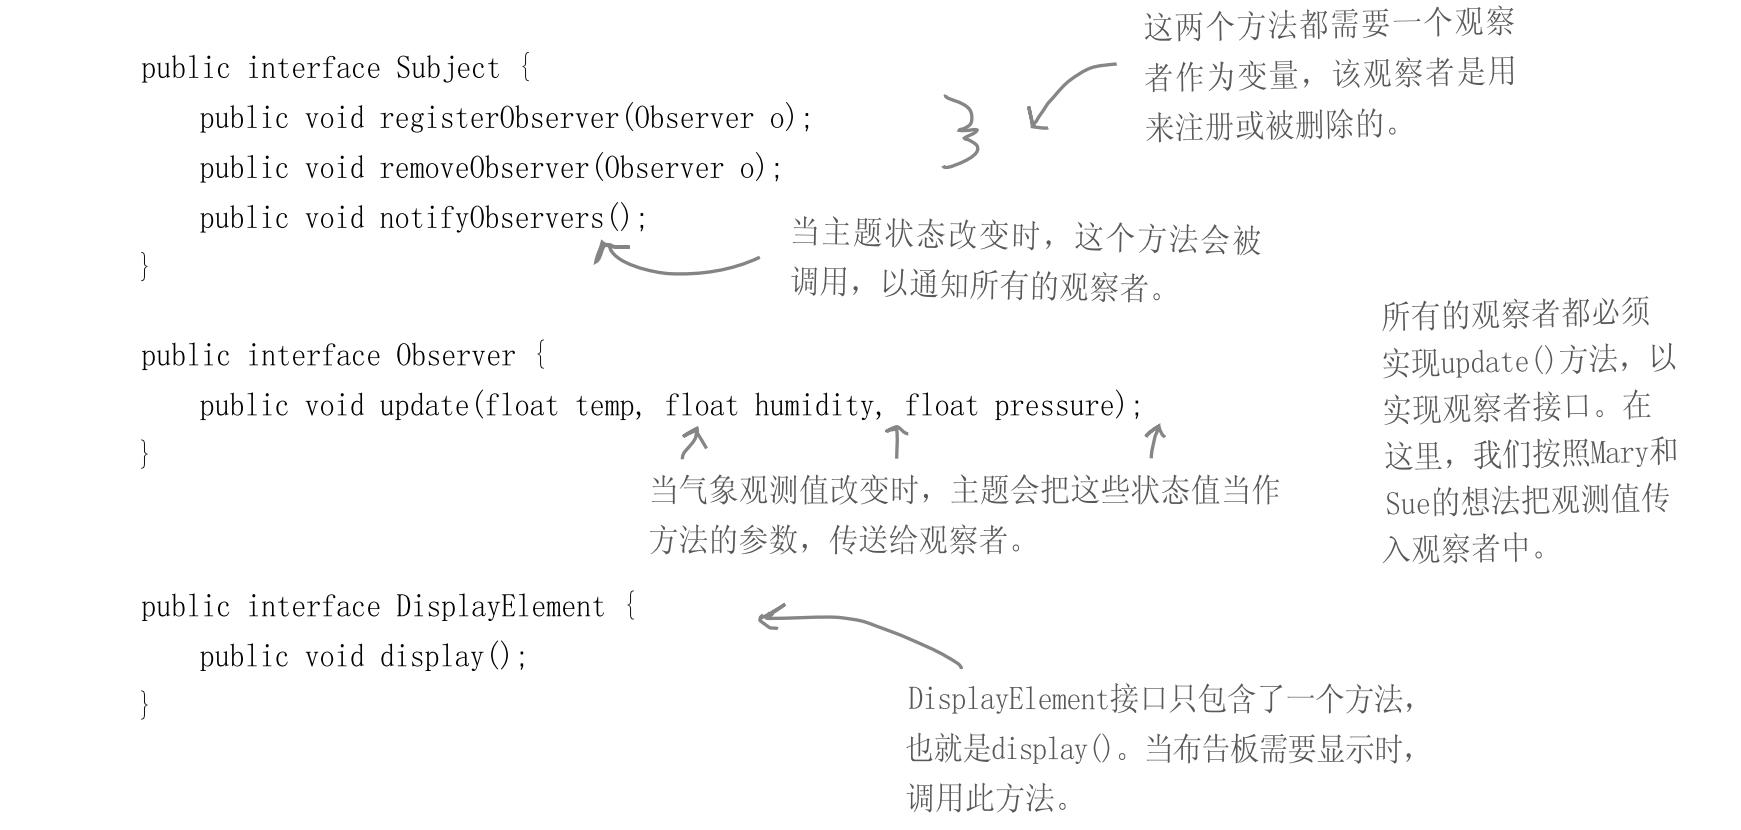 public interface Subject {
public void registerObserver(Observer o);
public void removeObserver(Observer o);
public void notifyObservers();
}
这两个方法都需要一个观察
者作为变量，该观察者是用
来注册或被删除的。
当主题状态改变时，这个方法会被
调用，以通知所有的观察者。
public interface Observer {
public void update(float temp, float humidity, float pressure);
}
当气象观测值改变时，主题会把这些状态值当作
方法的参数，传送给观察者。
所有的观察者都必须
实现update()方法，以
实现观察者接口。在
这里，我们按照Mary和
Sue的想法把观测值传
入观察者中。
public interface DisplayElement {
public void display();
}
DisplayElement接口只包含了一个方法，
也就是display()。当布告板需要显示时，
调用此方法。